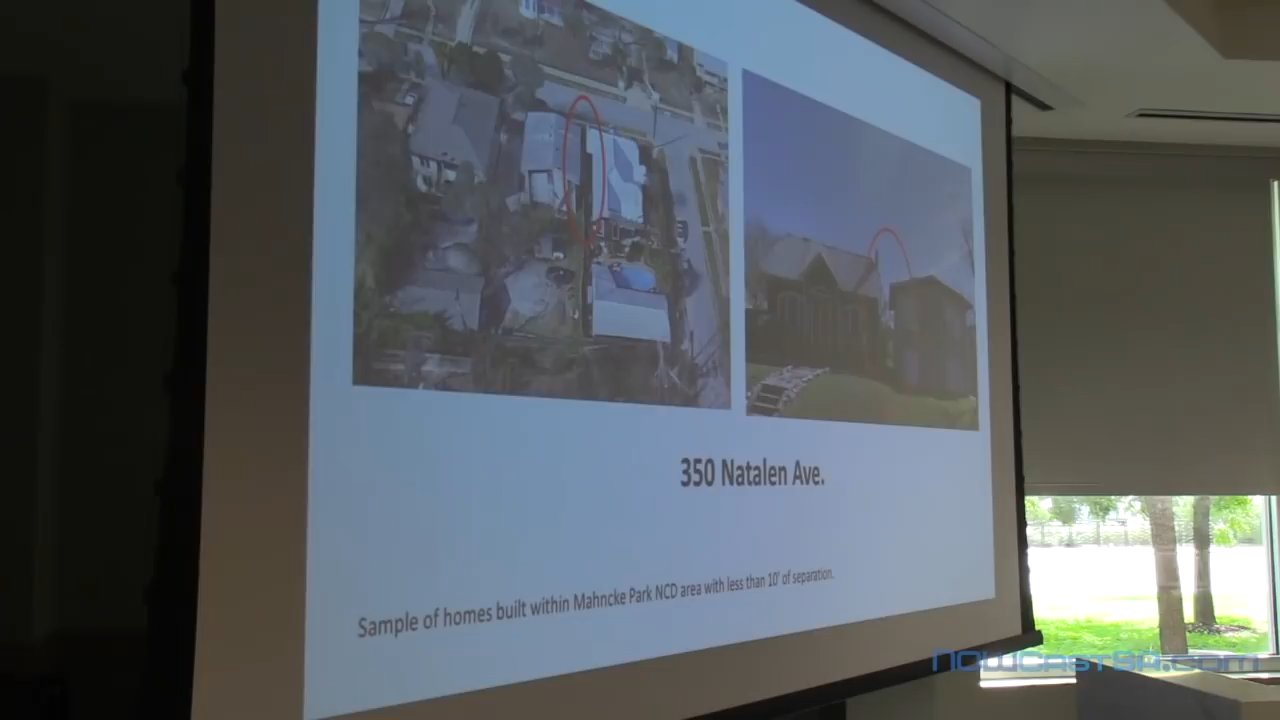 350 Natalen Ave.
Sample of homes built within Mahncke Park NCD area with less than 10' of separation.
NOWCastSA.com